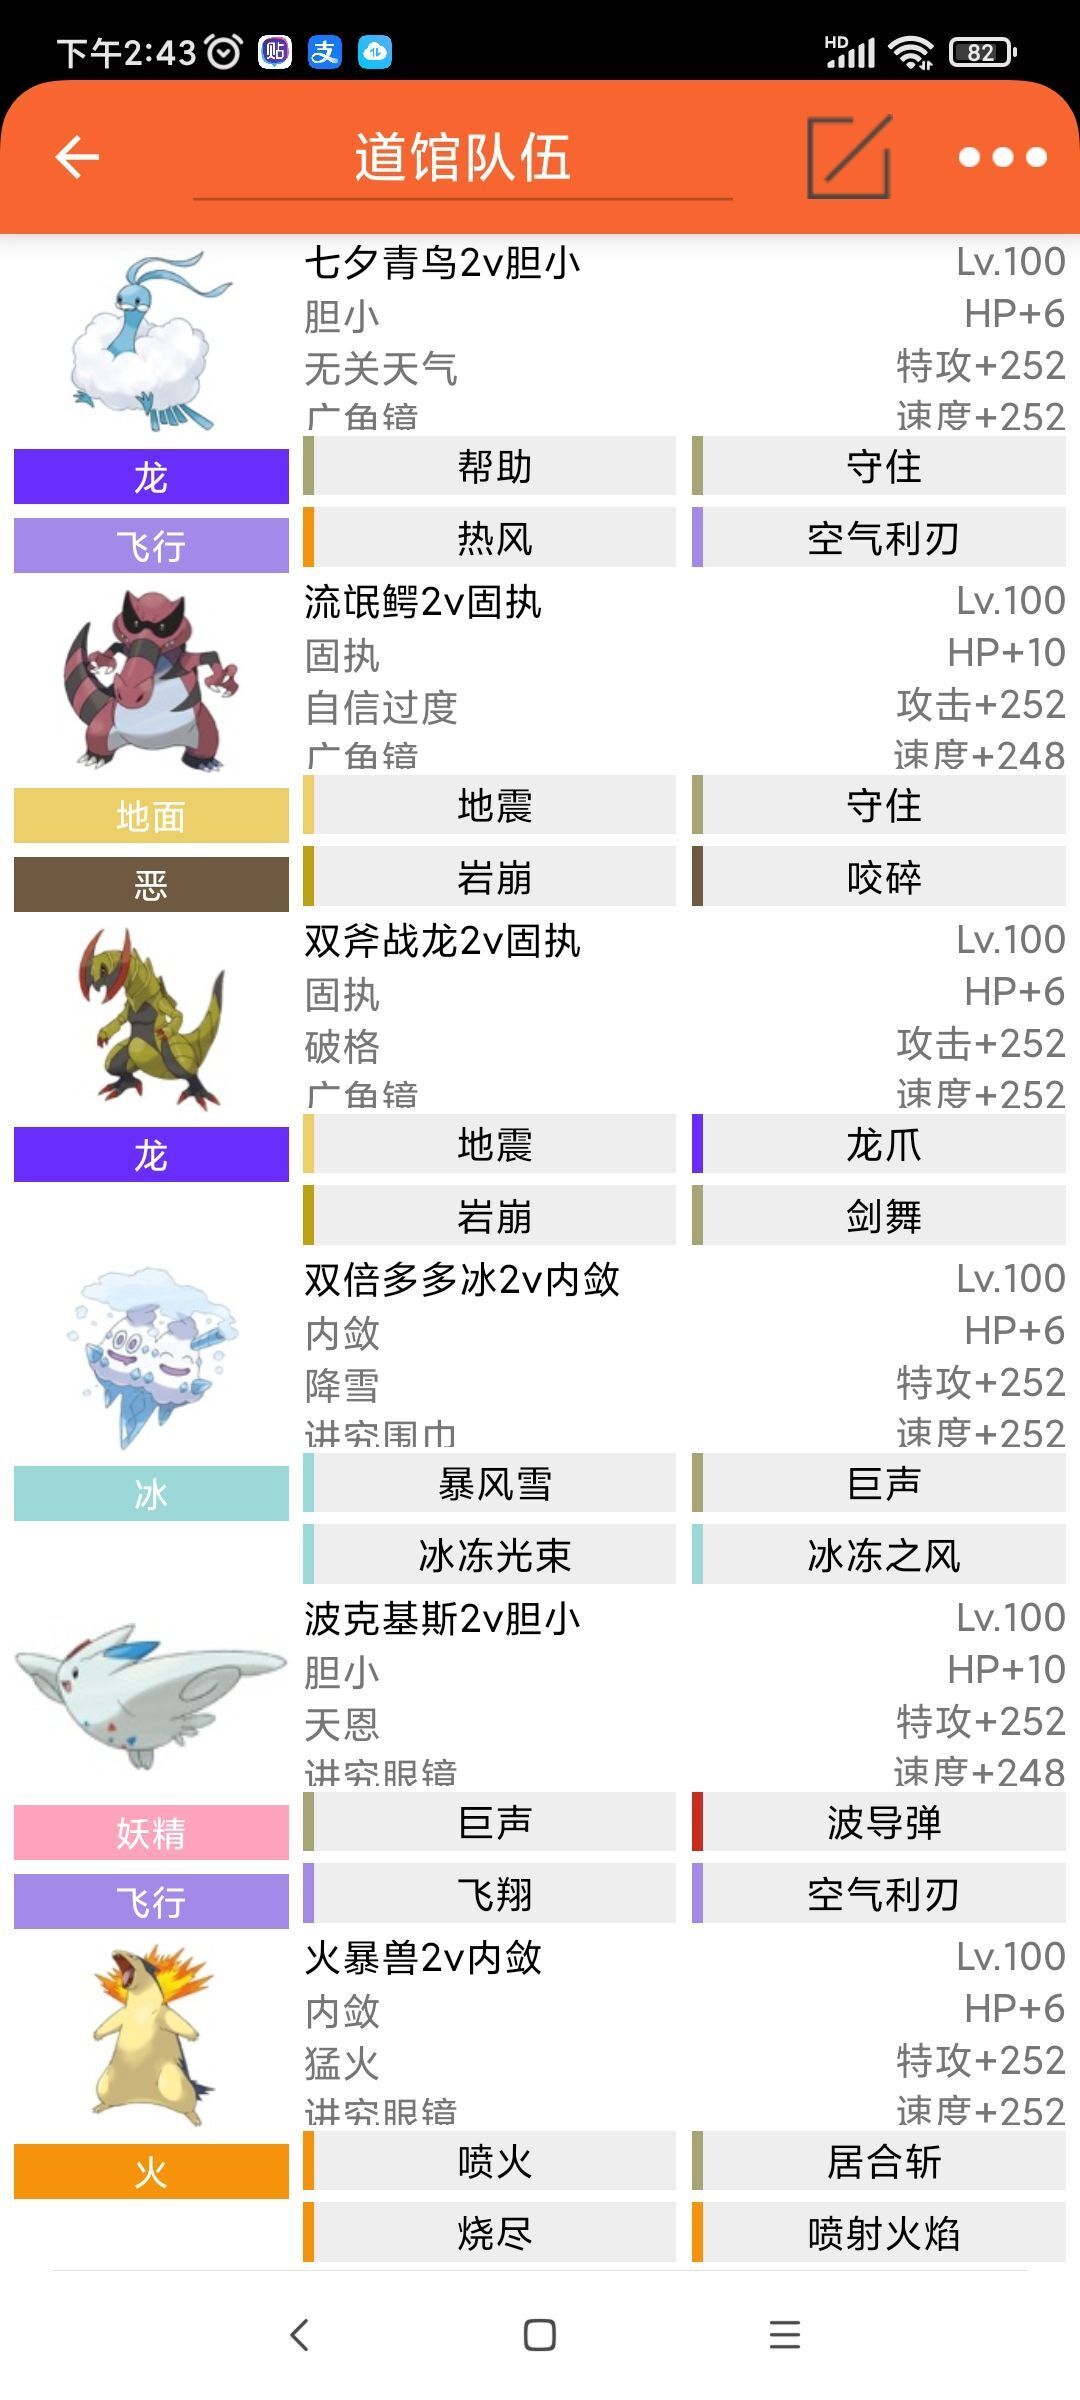 下午2:43 贴 支 HD 82
道馆队伍
七夕青鸟2v胆小 Lv.100
胆小 HP+6
无关天气 特攻+252
广角镜 速度+252
龙 帮助 守住
飞行 热风 空气利刃
流氓鳄2v固执 Lv.100
固执 HP+10
自信过度 攻击+252
广角镜 速度+248
地面 地震 守住
恶 岩崩 咬碎
双斧战龙2v固执 Lv.100
固执 HP+6
破格 攻击+252
广角镜 速度+252
龙 地震 龙爪
岩崩 剑舞
双倍多多冰2v内敛 Lv.100
内敛 HP+6
降雪 特攻+252
讲究围巾 速度+252
冰 暴风雪 巨声
冰冻光束 冰冻之风
波克基斯2v胆小 Lv.100
胆小 HP+10
天恩 特攻+252
讲究眼镜 速度+248
妖精 巨声 波导弹
飞行 飞翔 空气利刃
火暴兽2v内敛 Lv.100
内敛 HP+6
猛火 特攻+252
讲究眼镜 速度+252
火 喷火 居合斩
烧尽 喷射火焰